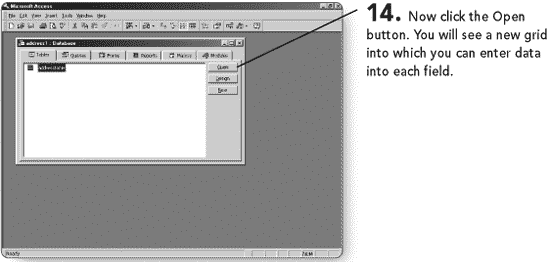 Microsoft Access
File Edit View Insert Tools Window Help
address1 : Database
Tables Queries Forms Reports Macros Modules
Open
Design
New
Ready
NUM
14. Now click the Open
button. You will see a new grid
into which you can enter data
into each field.